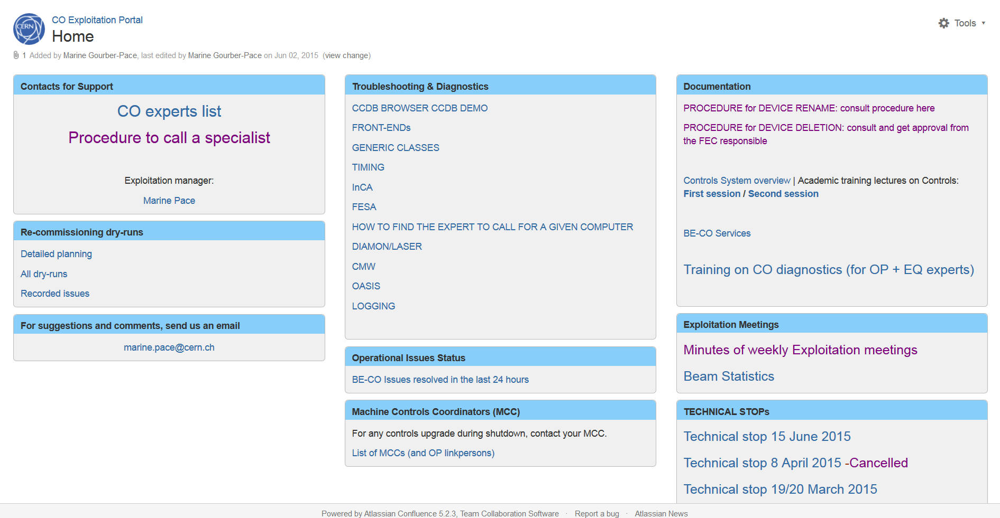 CERN
CO Exploitation Portal
Home
Tools
1 Added by Marine Gourber-Pace, last edited by Marine Gourber-Pace on Jun 02, 2015 (view change)
Contacts for Support
CO experts list
Procedure to call a specialist
Exploitation manager:
Marine Pace
Re-commissioning dry-runs
Detailed planning
All dry-runs
Recorded issues
For suggestions and comments, send us an email
marine.pace@cern.ch
Troubleshooting & Diagnostics
CCDB BROWSER CCDB DEMO
FRONT-ENDs
GENERIC CLASSES
TIMING
InCA
FESA
HOW TO FIND THE EXPERT TO CALL FOR A GIVEN COMPUTER
DIAMON/LASER
CMW
OASIS
LOGGING
Operational Issues Status
BE-CO Issues resolved in the last 24 hours
Machine Controls Coordinators (MCC)
For any controls upgrade during shutdown, contact your MCC.
List of MCCs (and OP linkpersons)
Documentation
PROCEDURE for DEVICE RENAME: consult procedure here
PROCEDURE for DEVICE DELETION: consult and get approval from
the FEC responsible
Controls System overview | Academic training lectures on Controls:
First session / Second session
BE-CO Services
Training on CO diagnostics (for OP + EQ experts)
Exploitation Meetings
Minutes of weekly Exploitation meetings
Beam Statistics
TECHNICAL STOPs
Technical stop 15 June 2015
Technical stop 8 April 2015 -Cancelled
Technical stop 19/20 March 2015
Powered by Atlassian Confluence 5.2.3, Team Collaboration Software · Report a bug · Atlassian News